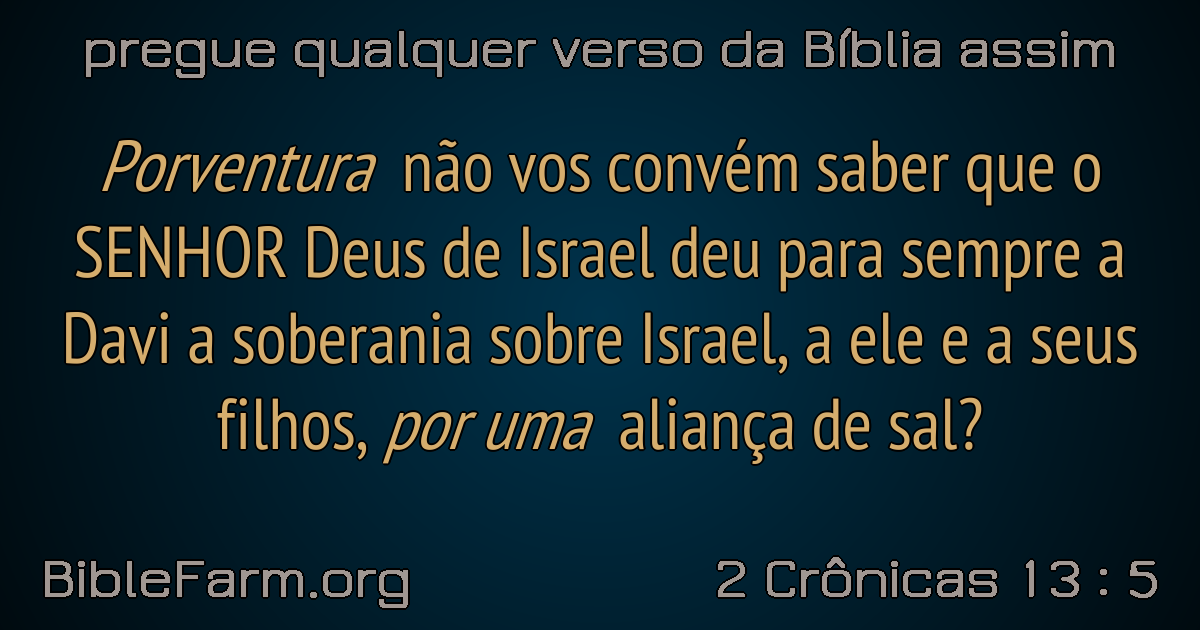 pregue qualquer verso da Bíblia assim
Porventura não vos convém saber que o
SENHOR Deus de Israel deu para sempre a
Davi a soberania sobre Israel, a ele e a seus
filhos, por uma aliança de sal?
BibleFarm.org
2 Crônicas 13 : 5